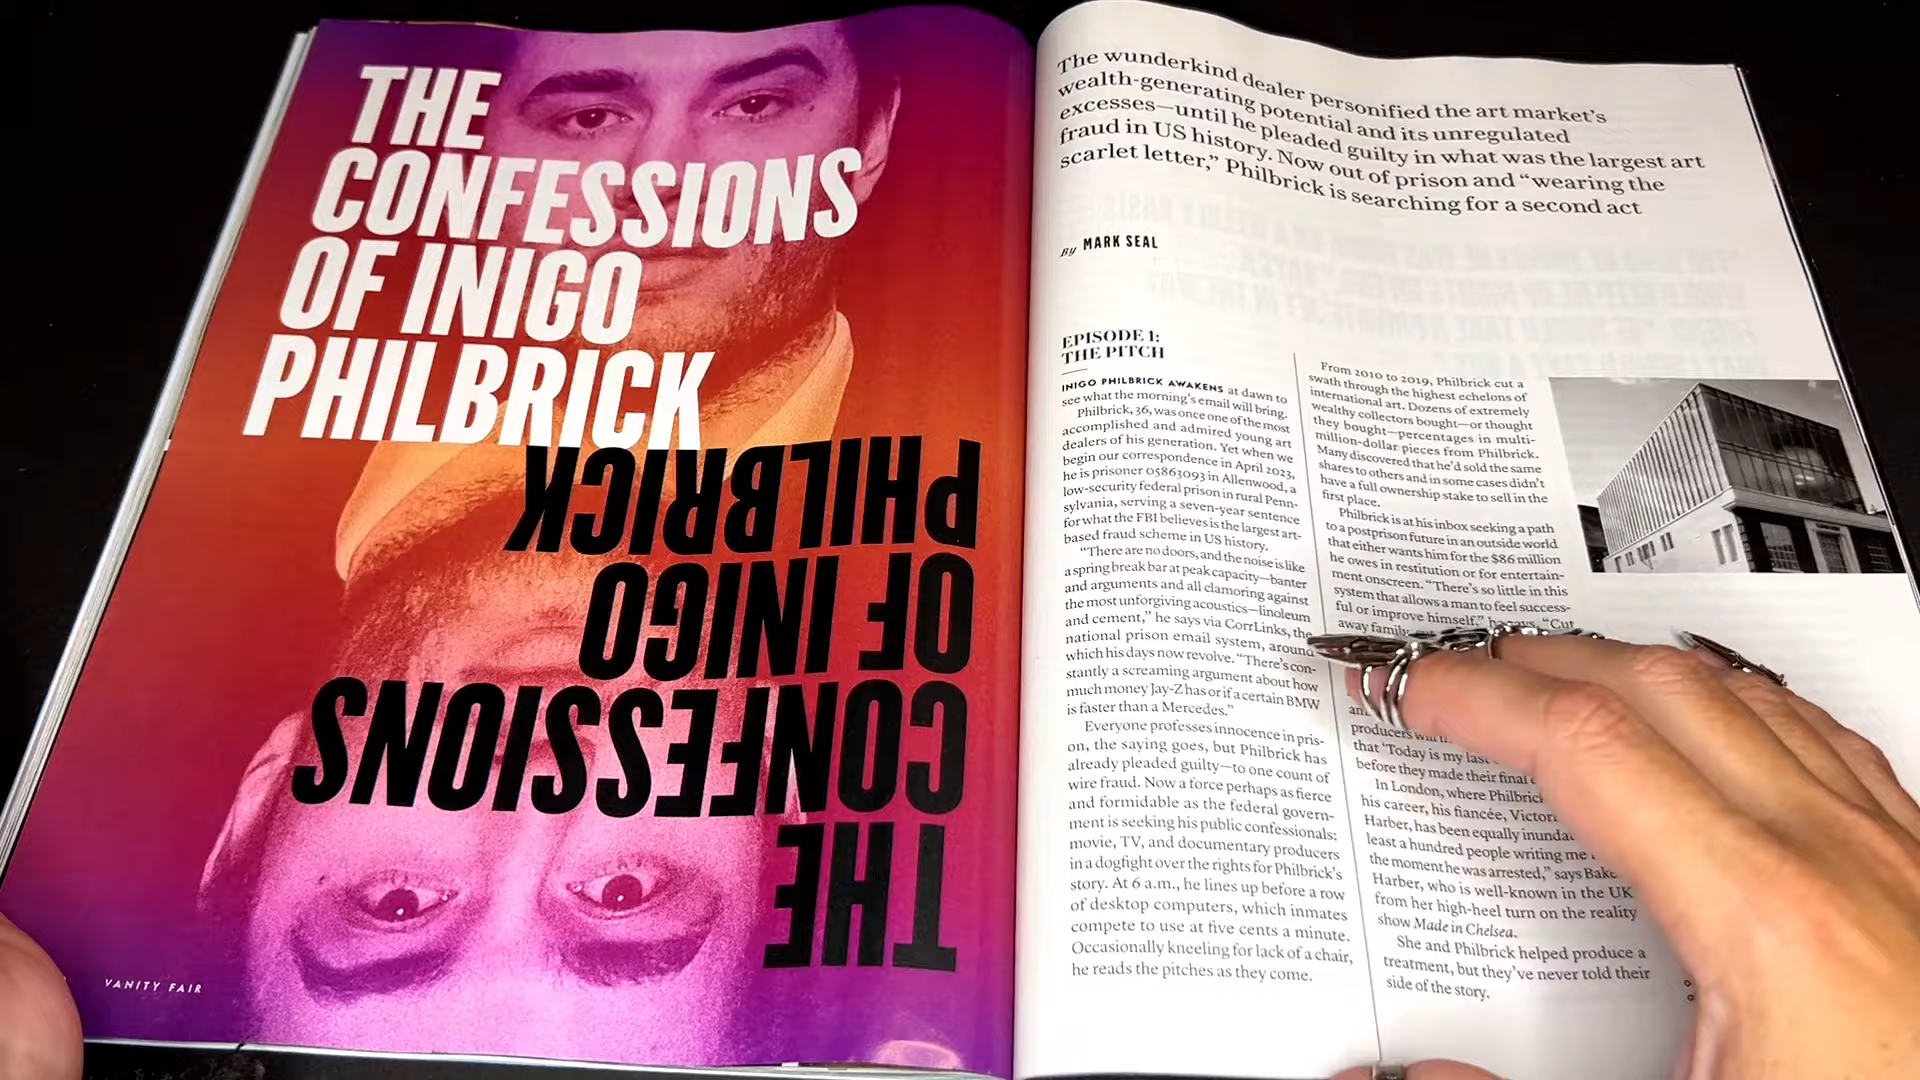 THE
CONFESSIONS
OF INIGO
PHILBRICK
PHILBRICK
OF INIGO
CONFESSIONS
THE
VANITY FAIR
The wunderkind dealer personified the art market's
wealth-generating potential and its unregulated
excesses—until he pleaded guilty in what was the largest art
fraud in US history. Now out of prison and “wearing the
scarlet letter,” Philbrick is searching for a second act
By MARK SEAL
EPISODE 1:
THE PITCH
INIGO PHILBRICK AWAKENS at dawn to
see what the morning's email will bring.
Philbrick, 36, was once one of the most
accomplished and admired young art
dealers of his generation. Yet when we
begin our correspondence in April 2023,
he is prisoner 05863093 in Allenwood, a
low-security federal prison in rural Penn-
sylvania, serving a seven-year sentence
for what the FBI believes is the largest art-
based fraud scheme in US history.
“There are no doors, and the noise is like
a spring break bar at peak capacity—banter
and arguments and all clamoring against
the most unforgiving acoustics—linoleum
and cement,” he says via CorrLinks, the
national prison email system, around
which his days now revolve. “There's con-
stantly a screaming argument about how
much money Jay-Z has or if a certain BMW
is faster than a Mercedes.”
Everyone professes innocence in pris-
on, the saying goes, but Philbrick has
already pleaded guilty—to one count of
wire fraud. Now a force perhaps as fierce
and formidable as the federal govern-
ment is seeking his public confessionals:
movie, TV, and documentary producers
in a dogfight over the rights for Philbrick's
story. At 6 a.m., he lines up before a row
of desktop computers, which inmates
compete to use at five cents a minute.
Occasionally kneeling for lack of a chair,
he reads the pitches as they come.
From 2010 to 2019, Philbrick cut a
swath through the highest echelons of
international art. Dozens of extremely
wealthy collectors bought—or thought
they bought—percentages in multi-
million-dollar pieces from Philbrick.
Many discovered that he'd sold the same
shares to others and in some cases didn't
have a full ownership stake to sell in the
first place.
Philbrick is at his inbox seeking a path
to a postprison future in an outside world
that either wants him for the $86 million
he owes in restitution or for entertain-
ment onscreen. “There's so little in this
system that allows a man to feel success-
ful or improve himself,” he says. “Cut
away family,
producers
that ‘Today is my last
before they made their final
In London, where
his career, his fiancée,
Harber, has been equally
least a hundred people writing me
the moment he was arrested,” says
Harber, who is well-known in the UK
from her high-heel turn on the reality
show Made in Chelsea.
She and Philbrick helped produce a
treatment, but they've never told their
side of the story.